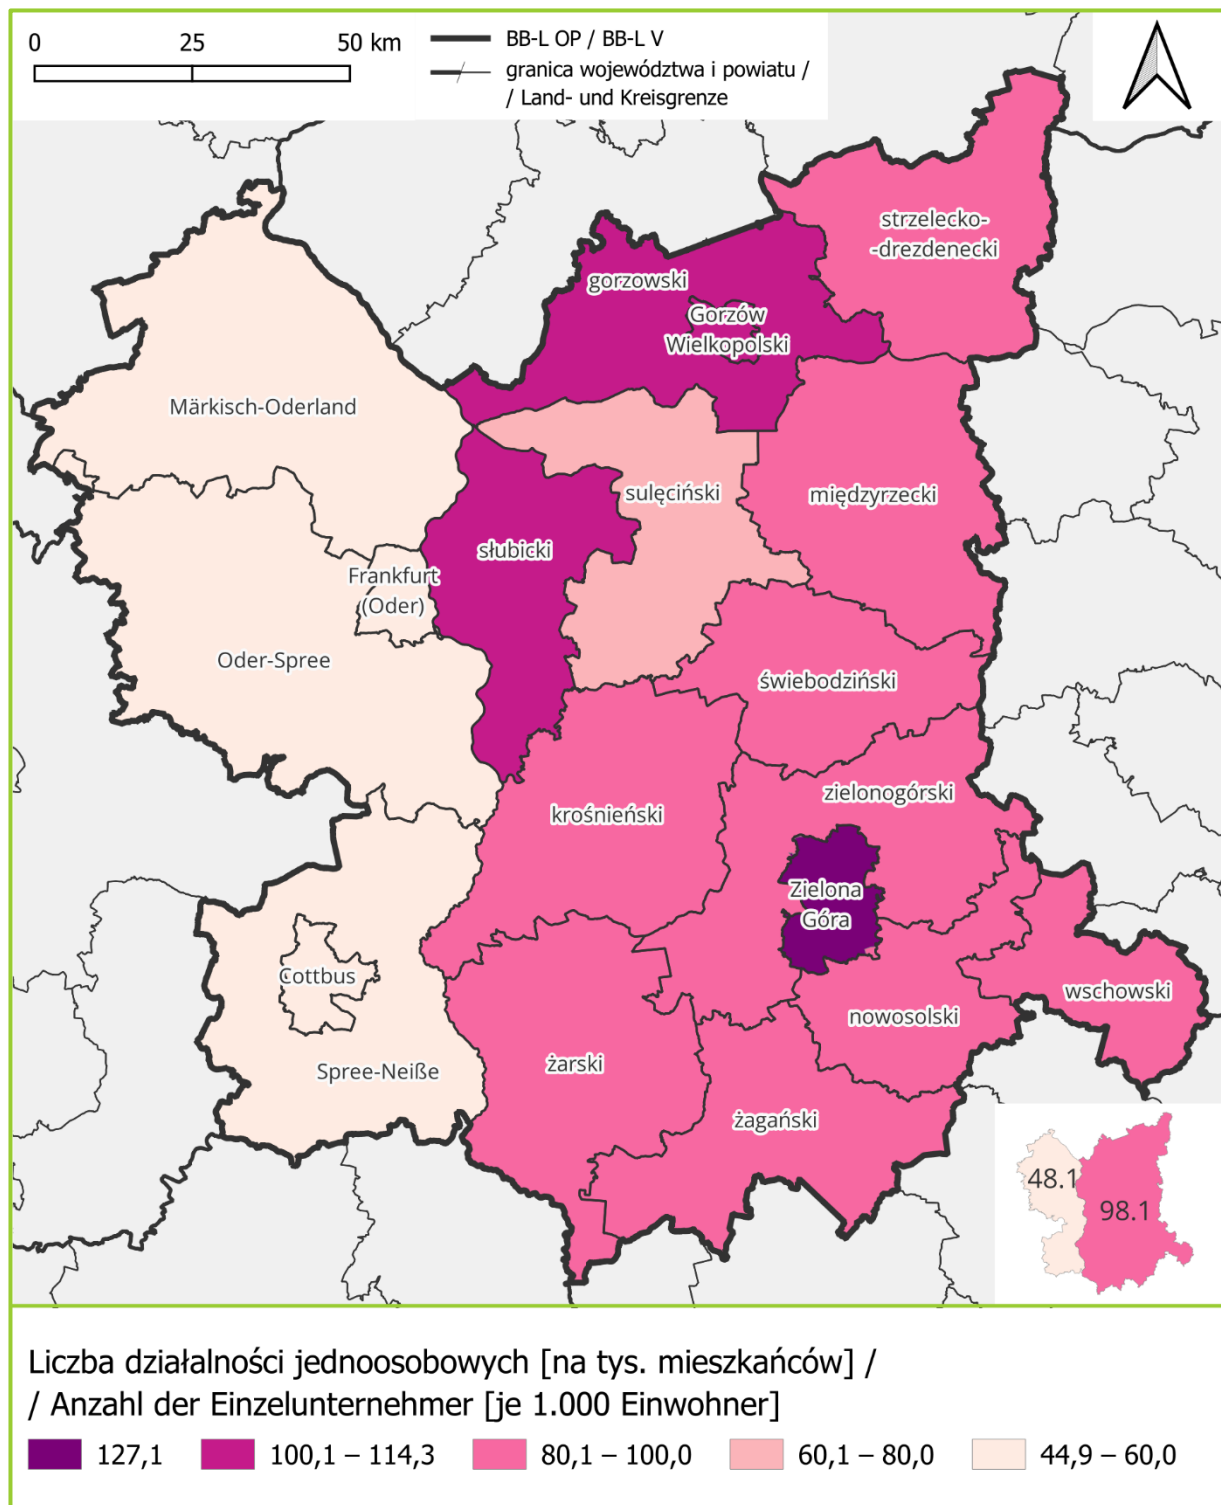 0 25 50 km
BB-L OP / BB-L V
granica województwa i powiatu /
/ Land- und Kreisgrenze
strzelecko-
-drezdenecki
gorzowski
Gorzów
Wielkopolski
Märkisch-Oderland
sulęciński
międzyrzecki
słubicki
Frankfurt
(Oder)
Oder-Spree
świebodziński
zielonogórski
krośnieński
Zielona
Góra
Cottbus
wschowski
nowosolski
żarski
Spree-Neiße
żagański
48.1
98.1
Liczba działalności jednoosobowych [na tys. mieszkańców] /
/ Anzahl der Einzelunternehmer [je 1.000 Einwohner]
127,1 100,1 – 114,3 80,1 – 100,0 60,1 – 80,0 44,9 – 60,0